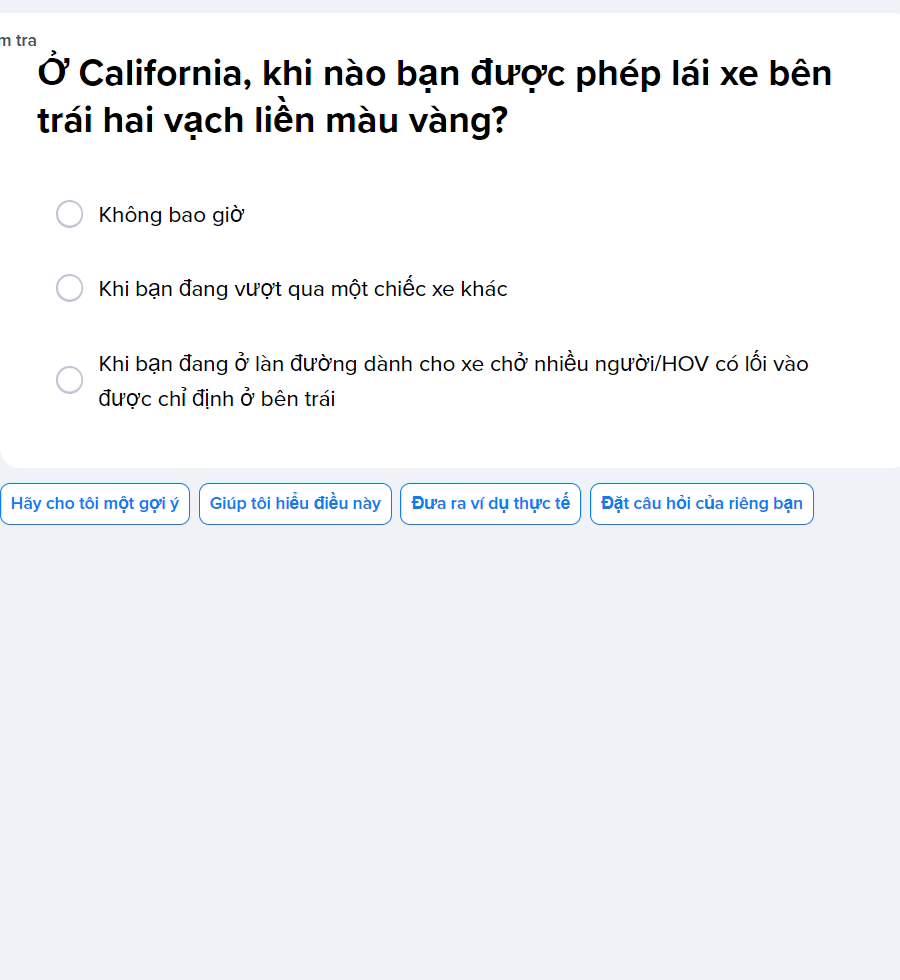 m tra
Ở California, khi nào bạn được phép lái xe bên
trái hai vạch liền màu vàng?
Không bao giờ
Khi bạn đang vượt qua một chiếc xe khác
Khi bạn đang ở làn đường dành cho xe chở nhiều người/HOV có lối vào
được chỉ định ở bên trái
Hãy cho tôi một gợi ý
Giúp tôi hiểu điều này
Đưa ra ví dụ thực tế
Đặt câu hỏi của riêng bạn